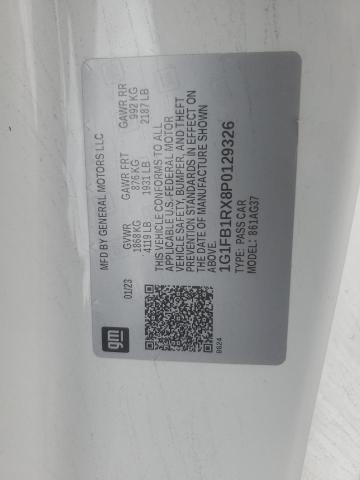 MFD BY GENERAL MOTORS LLC
01/23 GVWR GAWR FRT GAWR RR
1868 KG 876 KG 992 KG
4119 LB 1931 LB 2187 LB
THIS VEHICLE CONFORMS TO ALL
APPLICABLE U.S. FEDERAL MOTOR
VEHICLE SAFETY, BUMPER, AND THEFT
PREVENTION STANDARDS IN EFFECT ON
THE DATE OF MANUFACTURE SHOWN
ABOVE.
1G1FB1RX8P0129326
TYPE: PASS CAR
MODEL: 861AG37
gm
0624